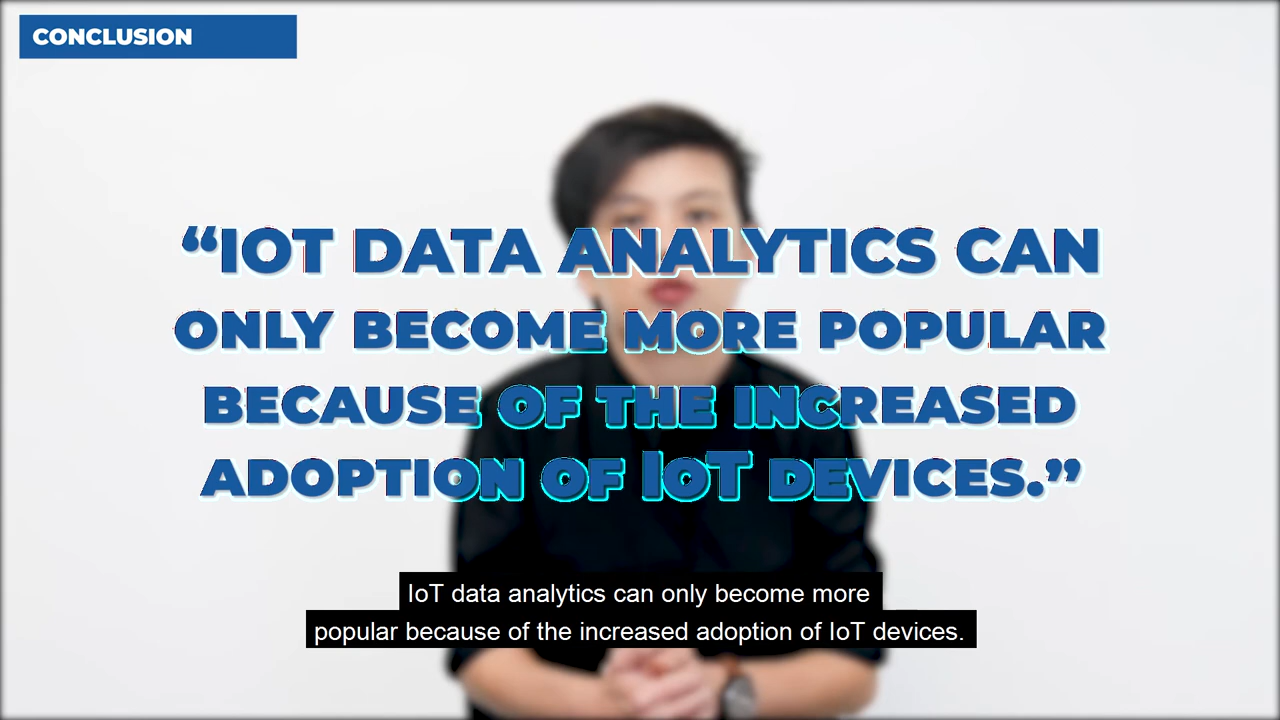 CONCLUSION
“IOT DATA ANALYTICS CAN
ONLY BECOME MORE POPULAR
BECAUSE OF THE INCREASED
ADOPTION OF IoT DEVICES.”
IoT data analytics can only become more
popular because of the increased adoption of IoT devices.